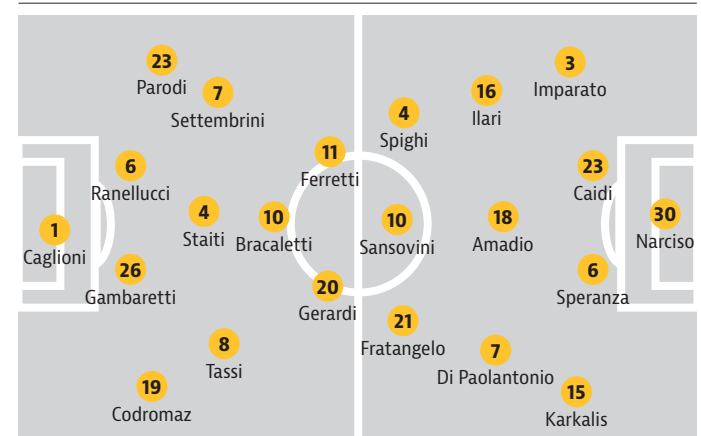 23
Parodi
7
Settembrini
6
Ranellucci
1
Caglioni
4
Staiti
10
Bracaletti
11
Ferretti
26
Gambaretti
20
Gerardi
8
Tassi
19
Codromaz
3
Imparato
16
Ilari
4
Spighi
23
Caidi
30
Narciso
10
Sansovini
18
Amadio
6
Speranza
21
Fratangelo
7
Di Paolantonio
15
Karkalis